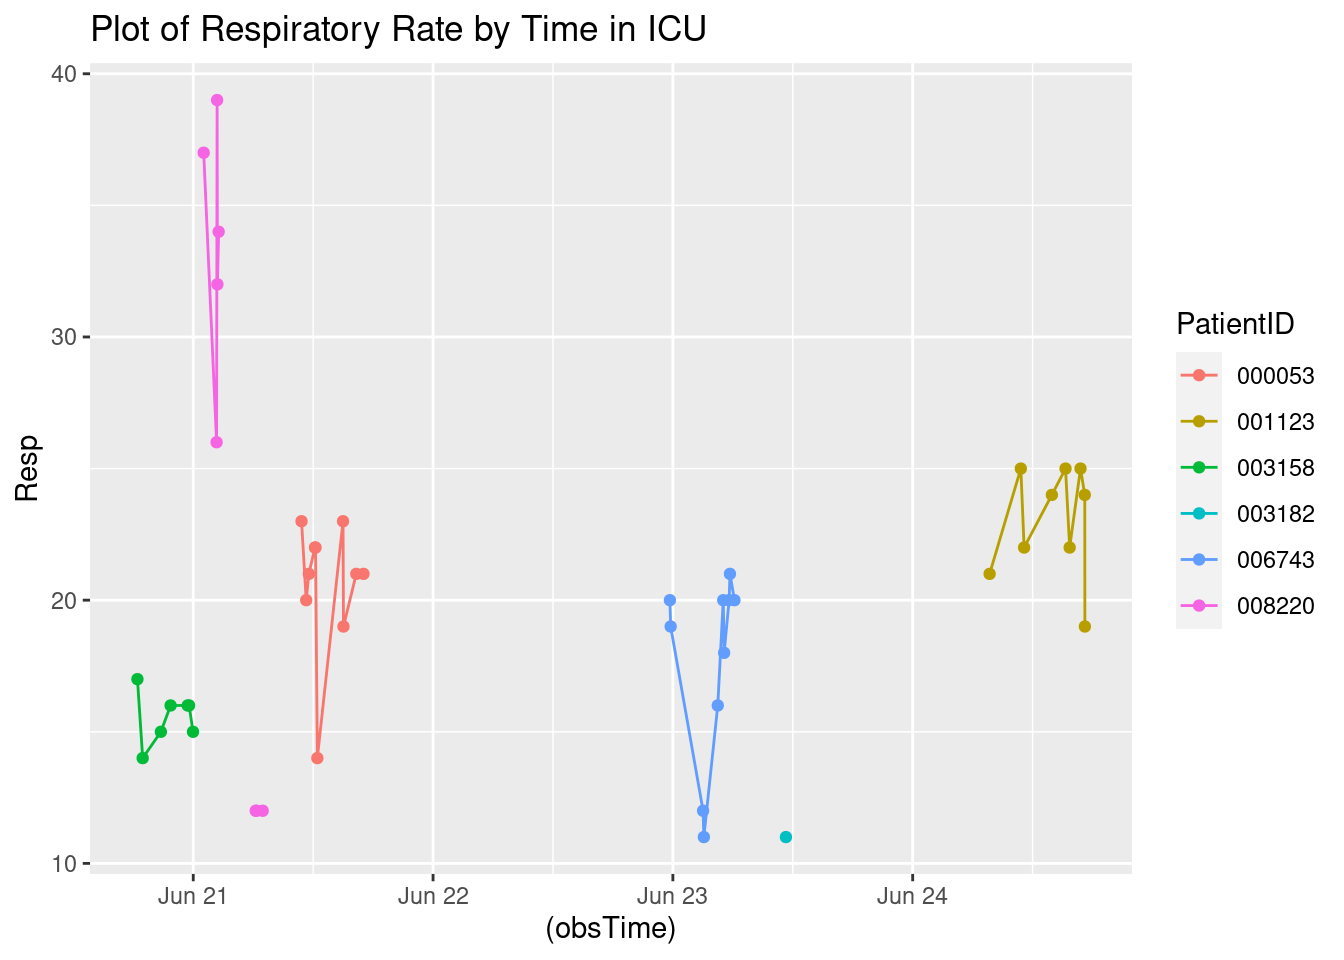 Plot of Respiratory Rate by Time in ICU
40
30
20
10
Resp
Jun 21
Jun 22
Jun 23
Jun 24
(obsTime)
PatientID
000053
001123
003158
003182
006743
008220